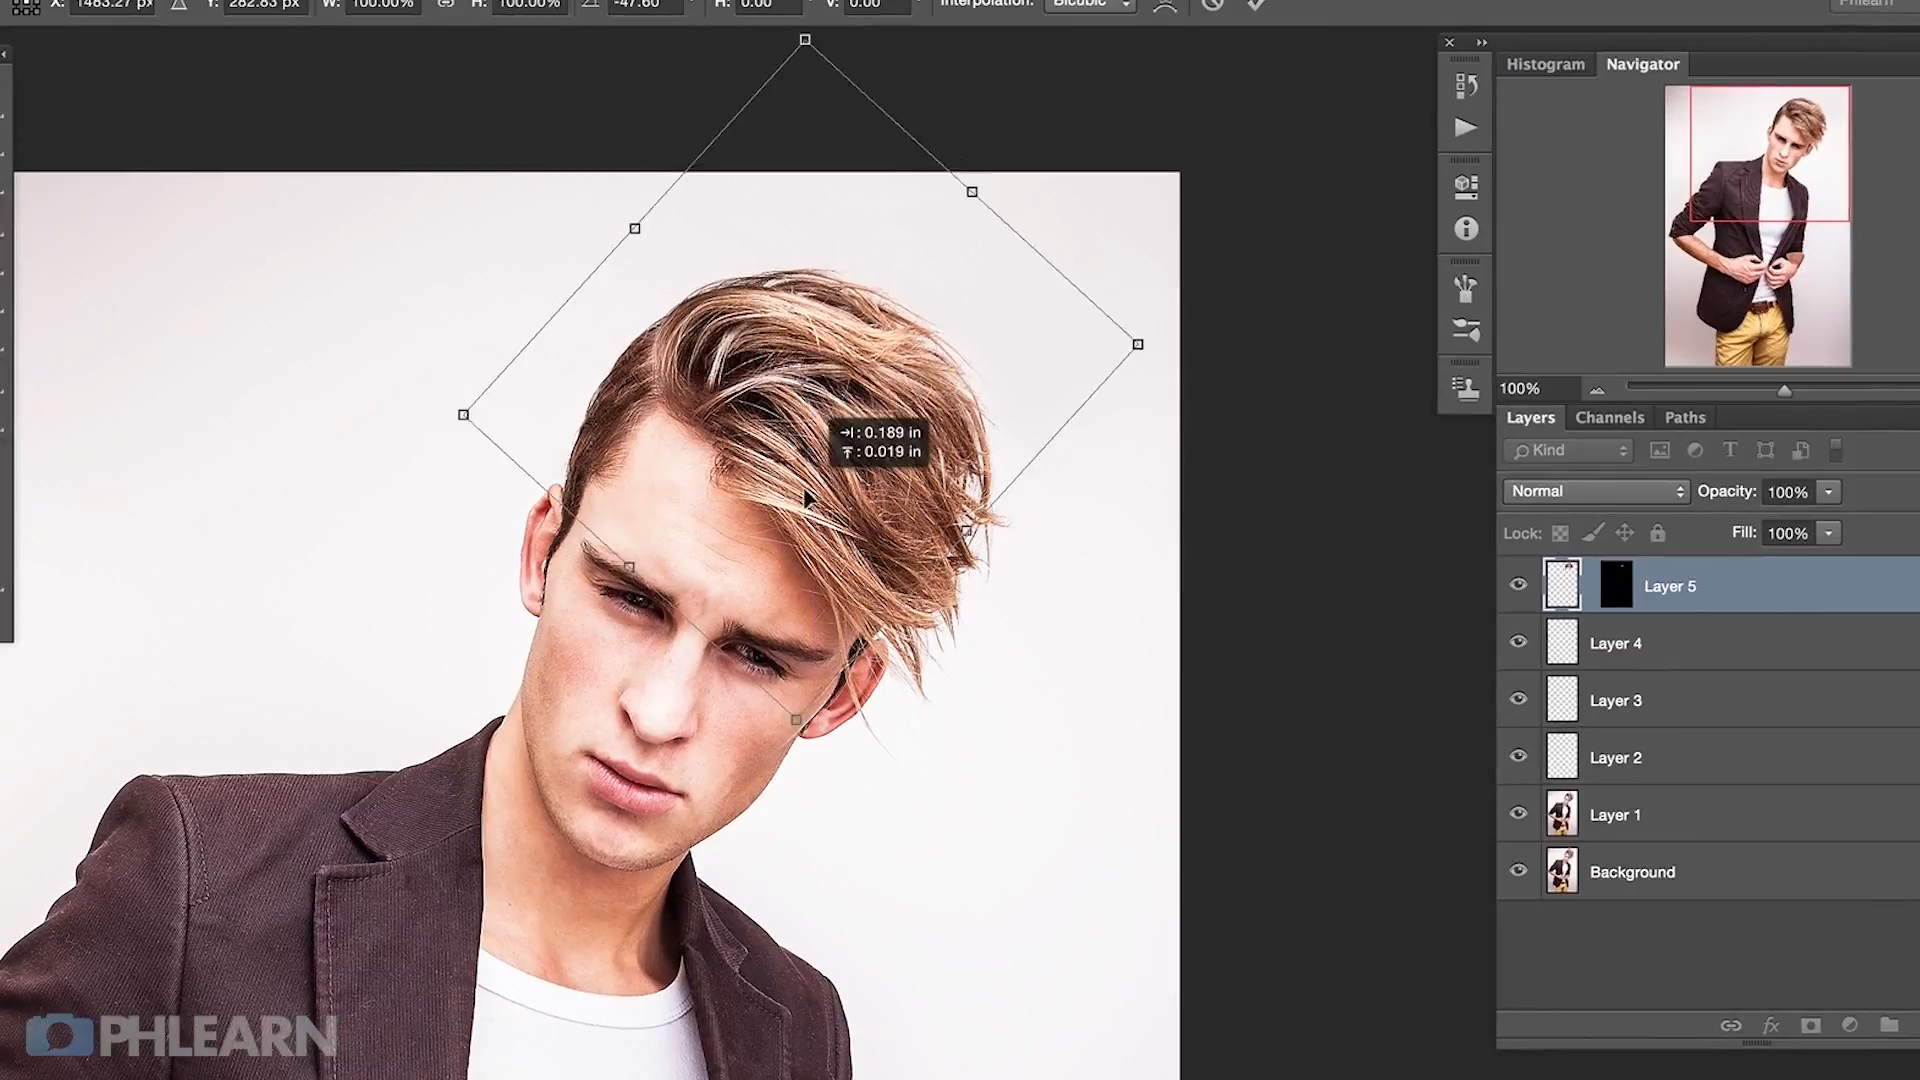 X: 1483.27 px Y: 282.83 px W: 100.00% H: 100.00% -47.60 H: 0.00 V: 0.00 Interpolation: Bicubic Phlearn
Histogram Navigator
100%
Layers Channels Paths
Kind
Normal Opacity: 100%
Lock: Fill: 100%
: 0.189 in
: 0.019 in
Layer 5
Layer 4
Layer 3
Layer 2
Layer 1
Background
fx
PHLEARN